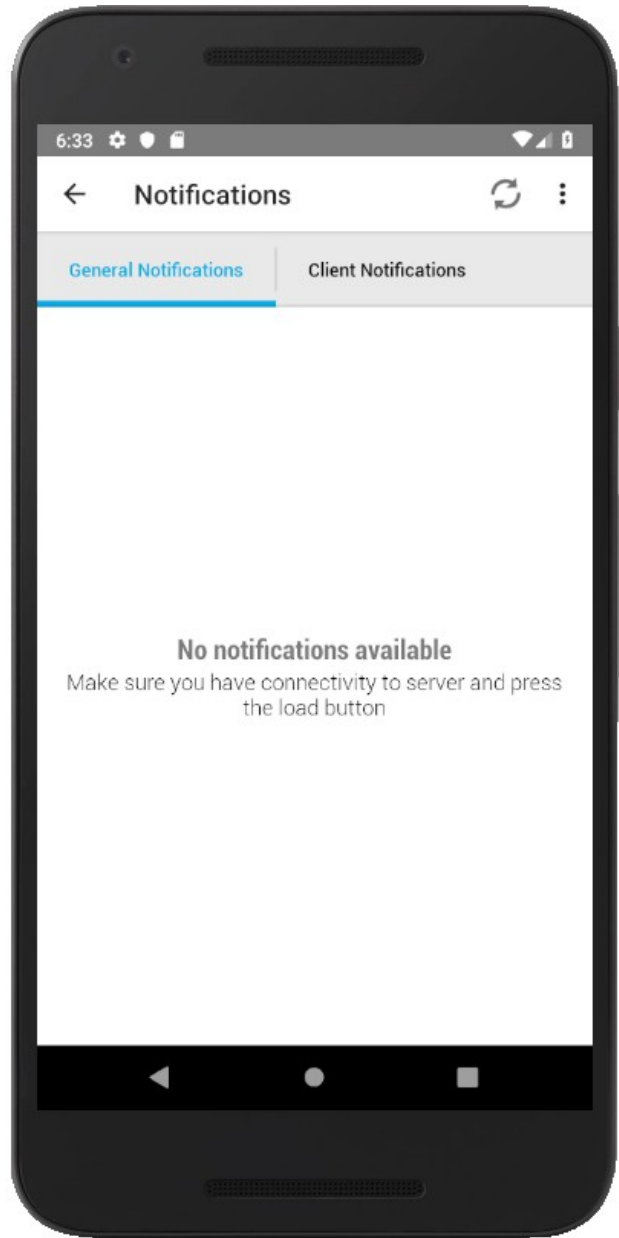 6:33
Notifications
General Notifications
Client Notifications
No notifications available
Make sure you have connectivity to server and press
the load button